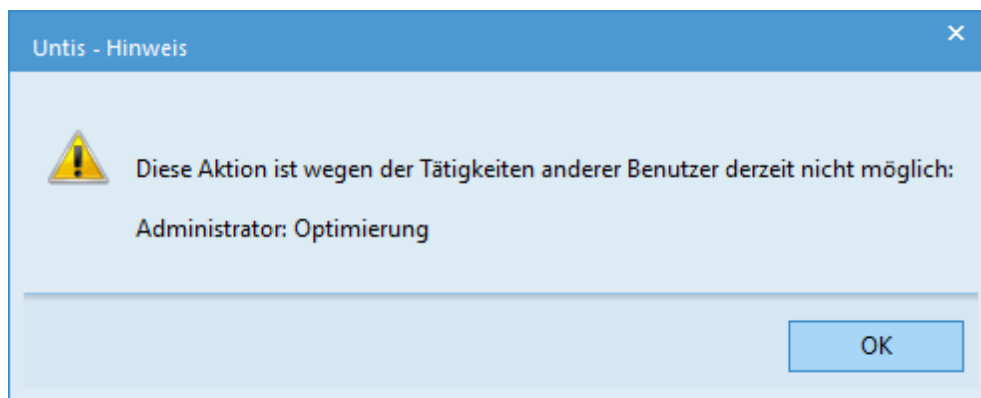 Untis - Hinweis
Diese Aktion ist wegen der Tätigkeiten anderer Benutzer derzeit nicht möglich:
Administrator: Optimierung
OK